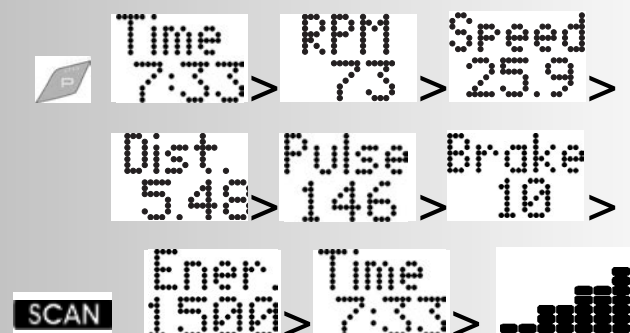 Time RPM Speed
P 7:33 > 73 > 25.9 >
Dist. Pulse Brake
5.48 > 146 > 10 >
Ener. Time
SCAN 1500 > 7:33 >